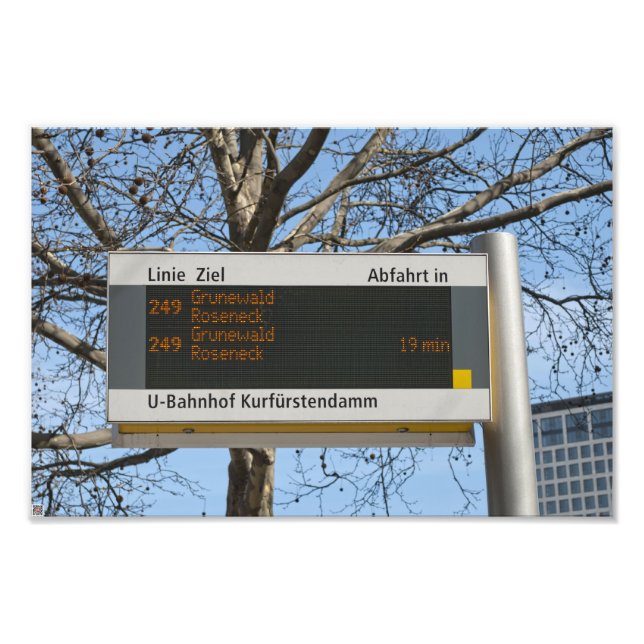 Linie Ziel Abfahrt in
249 Grunewald
Roseneck
249 Grunewald 19 min
Roseneck
U-Bahnhof Kurfürstendamm